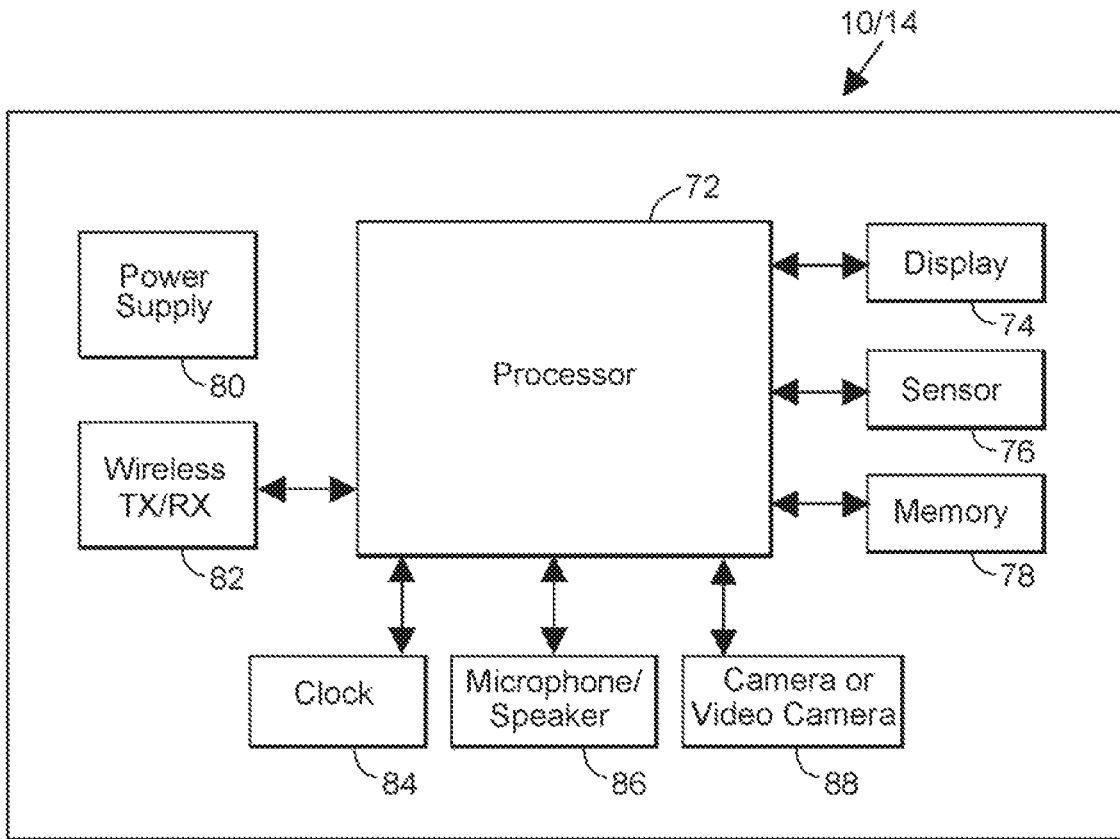 10/14
72
Power
Supply
80
Processor
Display
74
Sensor
76
Wireless
TX/RX
82
Memory
78
Clock
84
Microphone/
Speaker
86
Camera or
Video Camera
88